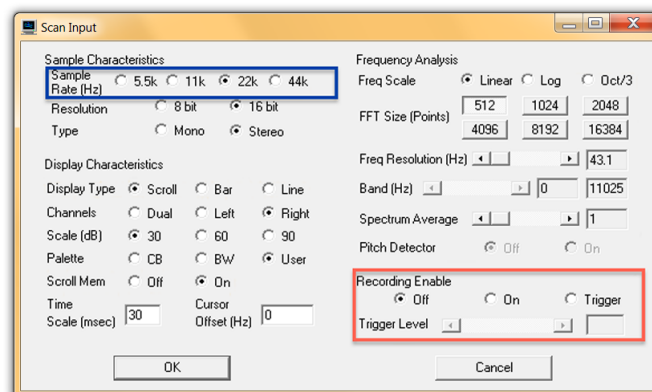 Scan Input
Sample Characteristics
Sample Rate (Hz) 5.5k 11k 22k 44k
Resolution 8 bit 16 bit
Type Mono Stereo
Display Characteristics
Display Type Scroll Bar Line
Channels Dual Left Right
Scale (dB) 30 60 90
Palette CB BW User
Scroll Mem Off On
Time Scale (msec) 30 Cursor Offset (Hz) 0
OK
Frequency Analysis
Freq Scale Linear Log Oct/3
FFT Size (Points) 512 1024 2048
4096 8192 16384
Freq Resolution (Hz) 43.1
Band (Hz) 0 11025
Spectrum Average 1
Pitch Detector Off On
Recording Enable
Off On Trigger
Trigger Level
Cancel